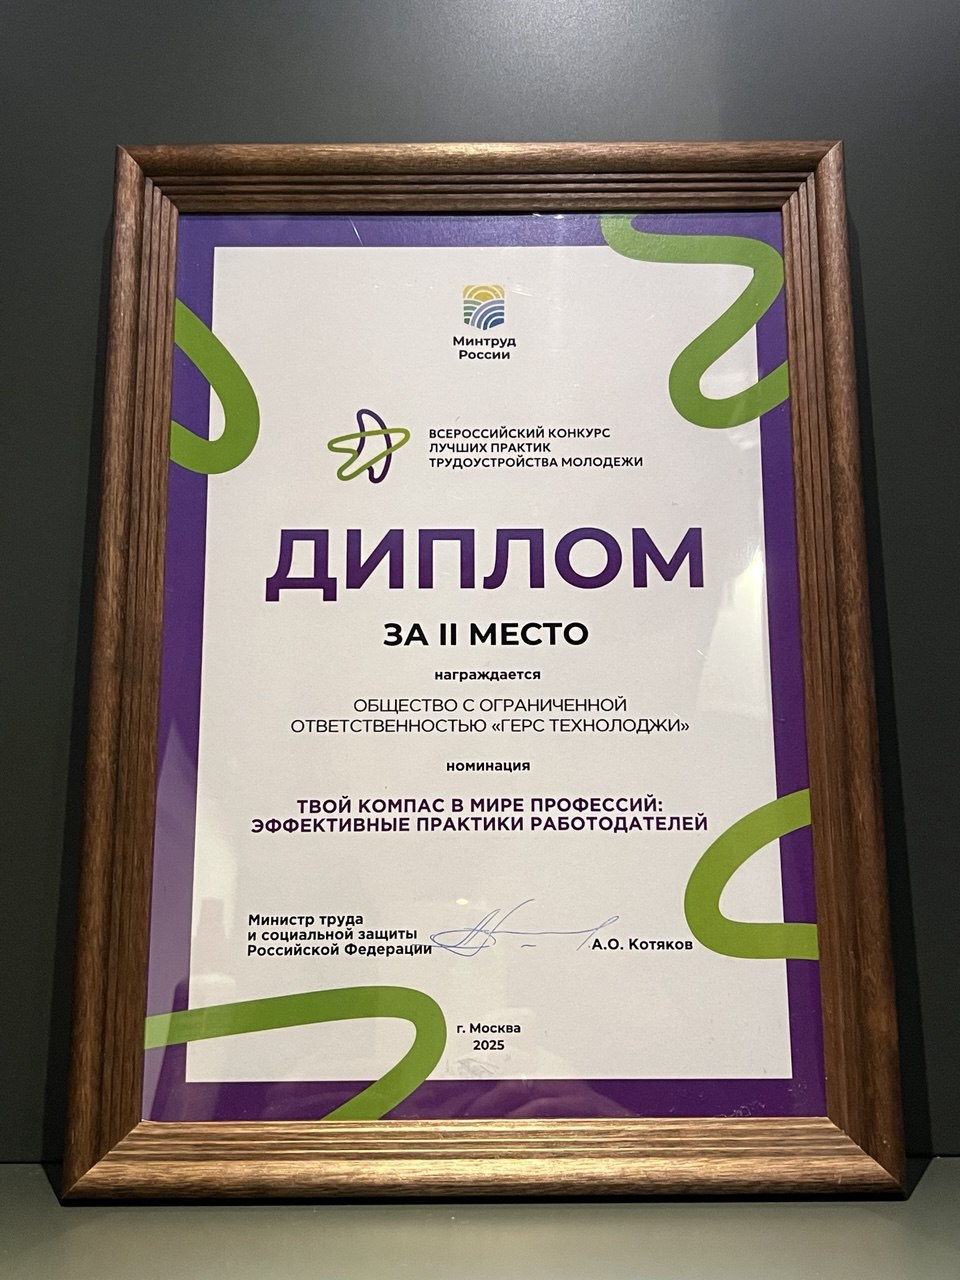 Минтруд
России
ВСЕРОССИЙСКИЙ КОНКУРС
ЛУЧШИХ ПРАКТИК
ТРУДОУСТРОЙСТВА МОЛОДЕЖИ
ДИПЛОМ
ЗА II МЕСТО
награждается
ОБЩЕСТВО С ОГРАНИЧЕННОЙ
ОТВЕТСТВЕННОСТЬЮ «ГЕРС ТЕХНОЛОДЖИ»
номинация
ТВОЙ КОМПАС В МИРЕ ПРОФЕССИЙ:
ЭФФЕКТИВНЫЕ ПРАКТИКИ РАБОТОДАТЕЛЕЙ
Министр труда
и социальной защиты
Российской Федерации
А.О. Котяков
г. Москва
2025